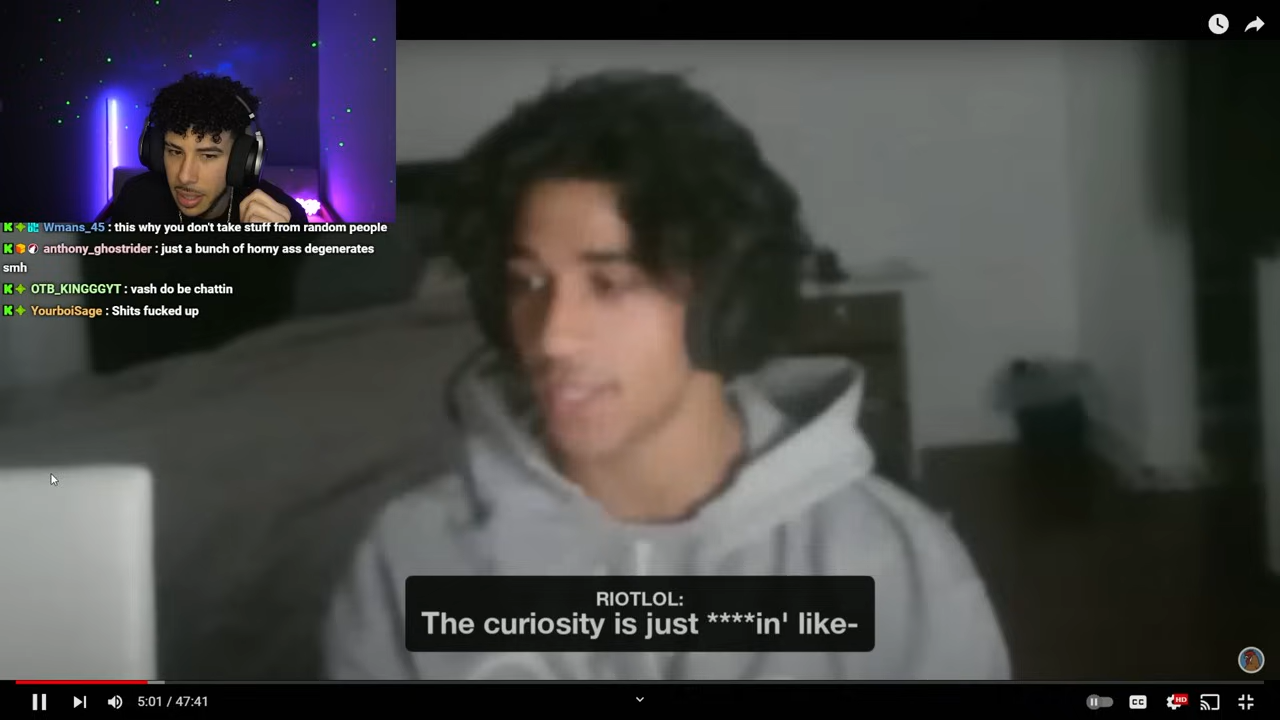 Wmans_45 : this why you don't take stuff from random people
anthony_ghostrider : just a bunch of horny ass degenerates
smh
OTB_KINGGGYT : vash do be chattin
YourboiSage : Shits fucked up
RIOTLOL:
The curiosity is just ****in' like-
5:01 / 47:41
CC
HD